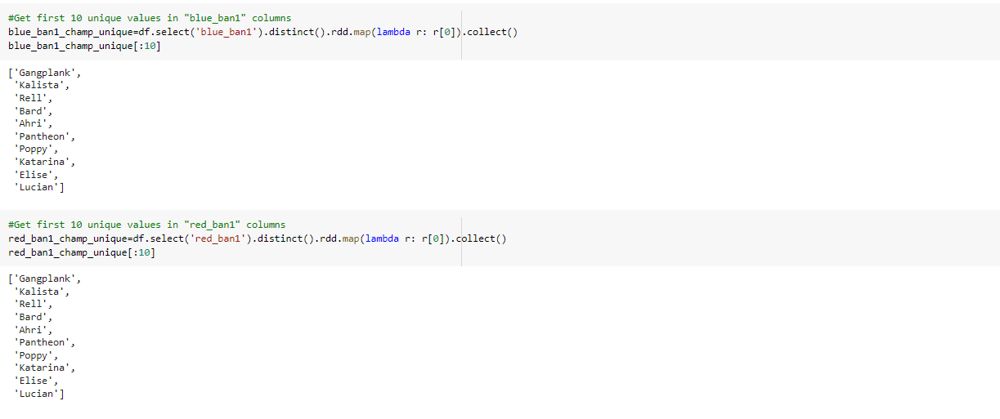 #Get first 10 unique values in "blue_ban1" columns
blue_ban1_champ_unique=df.select('blue_ban1').distinct().rdd.map(lambda r: r[0]).collect()
blue_ban1_champ_unique[:10]
['Gangplank',
 'Kalista',
 'Rell',
 'Bard',
 'Ahri',
 'Pantheon',
 'Poppy',
 'Katarina',
 'Elise',
 'Lucian']
#Get first 10 unique values in "red_ban1" columns
red_ban1_champ_unique=df.select('red_ban1').distinct().rdd.map(lambda r: r[0]).collect()
red_ban1_champ_unique[:10]
['Gangplank',
 'Kalista',
 'Rell',
 'Bard',
 'Ahri',
 'Pantheon',
 'Poppy',
 'Katarina',
 'Elise',
 'Lucian']